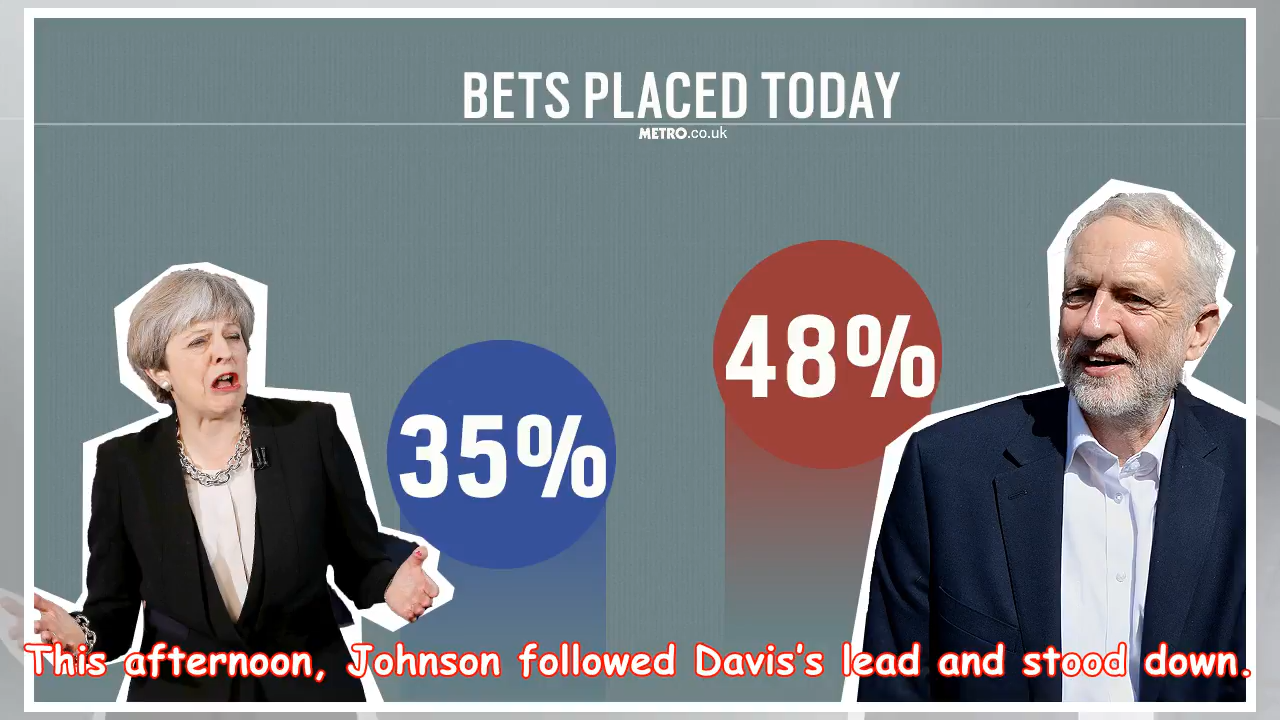 BETS PLACED TODAY
METRO.co.uk
48%
35%
This afternoon, Johnson followed Davis's lead and stood down.